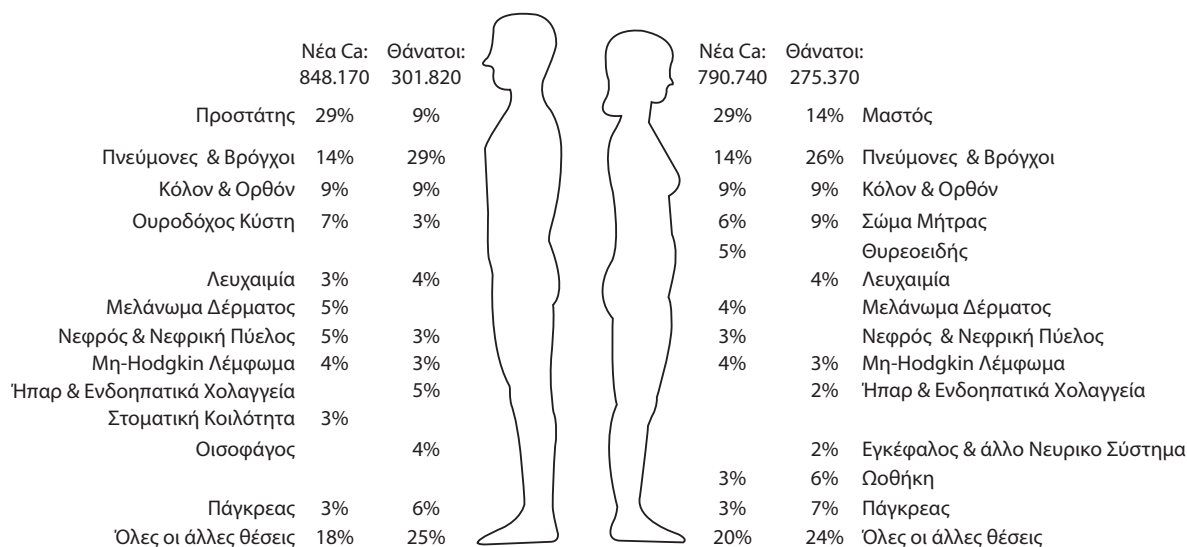 Νέα Ca: Θάνατοι: Νέα Ca: Θάνατοι:
848.170 301.820 790.740 275.370
Προστάτης 29% 9% 29% 14% Μαστός
Πνεύμονες & Βρόγχοι 14% 29% 14% 26% Πνεύμονες & Βρόγχοι
Κόλον & Ορθόν 9% 9% 9% 9% Κόλον & Ορθόν
Ουροδόχος Κύστη 7% 3% 6% 9% Σώμα Μήτρας
5% Θυρεοειδής
Λευχαιμία 3% 4% 4% Λευχαιμία
Μελάνωμα Δέρματος 5% 4% Μελάνωμα Δέρματος
Νεφρός & Νεφρική Πύελος 5% 3% 3% Νεφρός & Νεφρική Πύελος
Μη-Hodgkin Λέμφωμα 4% 3% 4% 3% Μη-Hodgkin Λέμφωμα
Ήπαρ & Ενδοηπατικά Χολαγγεία 5% 2% Ήπαρ & Ενδοηπατικά Χολαγγεία
Στοματική Κοιλότητα 3%
Οισοφάγος 4% 2% Εγκέφαλος & άλλο Νευρικο Σύστημα
3% 6% Ωοθήκη
Πάγκρεας 3% 6% 3% 7% Πάγκρεας
Όλες οι άλλες θέσεις 18% 25% 20% 24% Όλες οι άλλες θέσεις